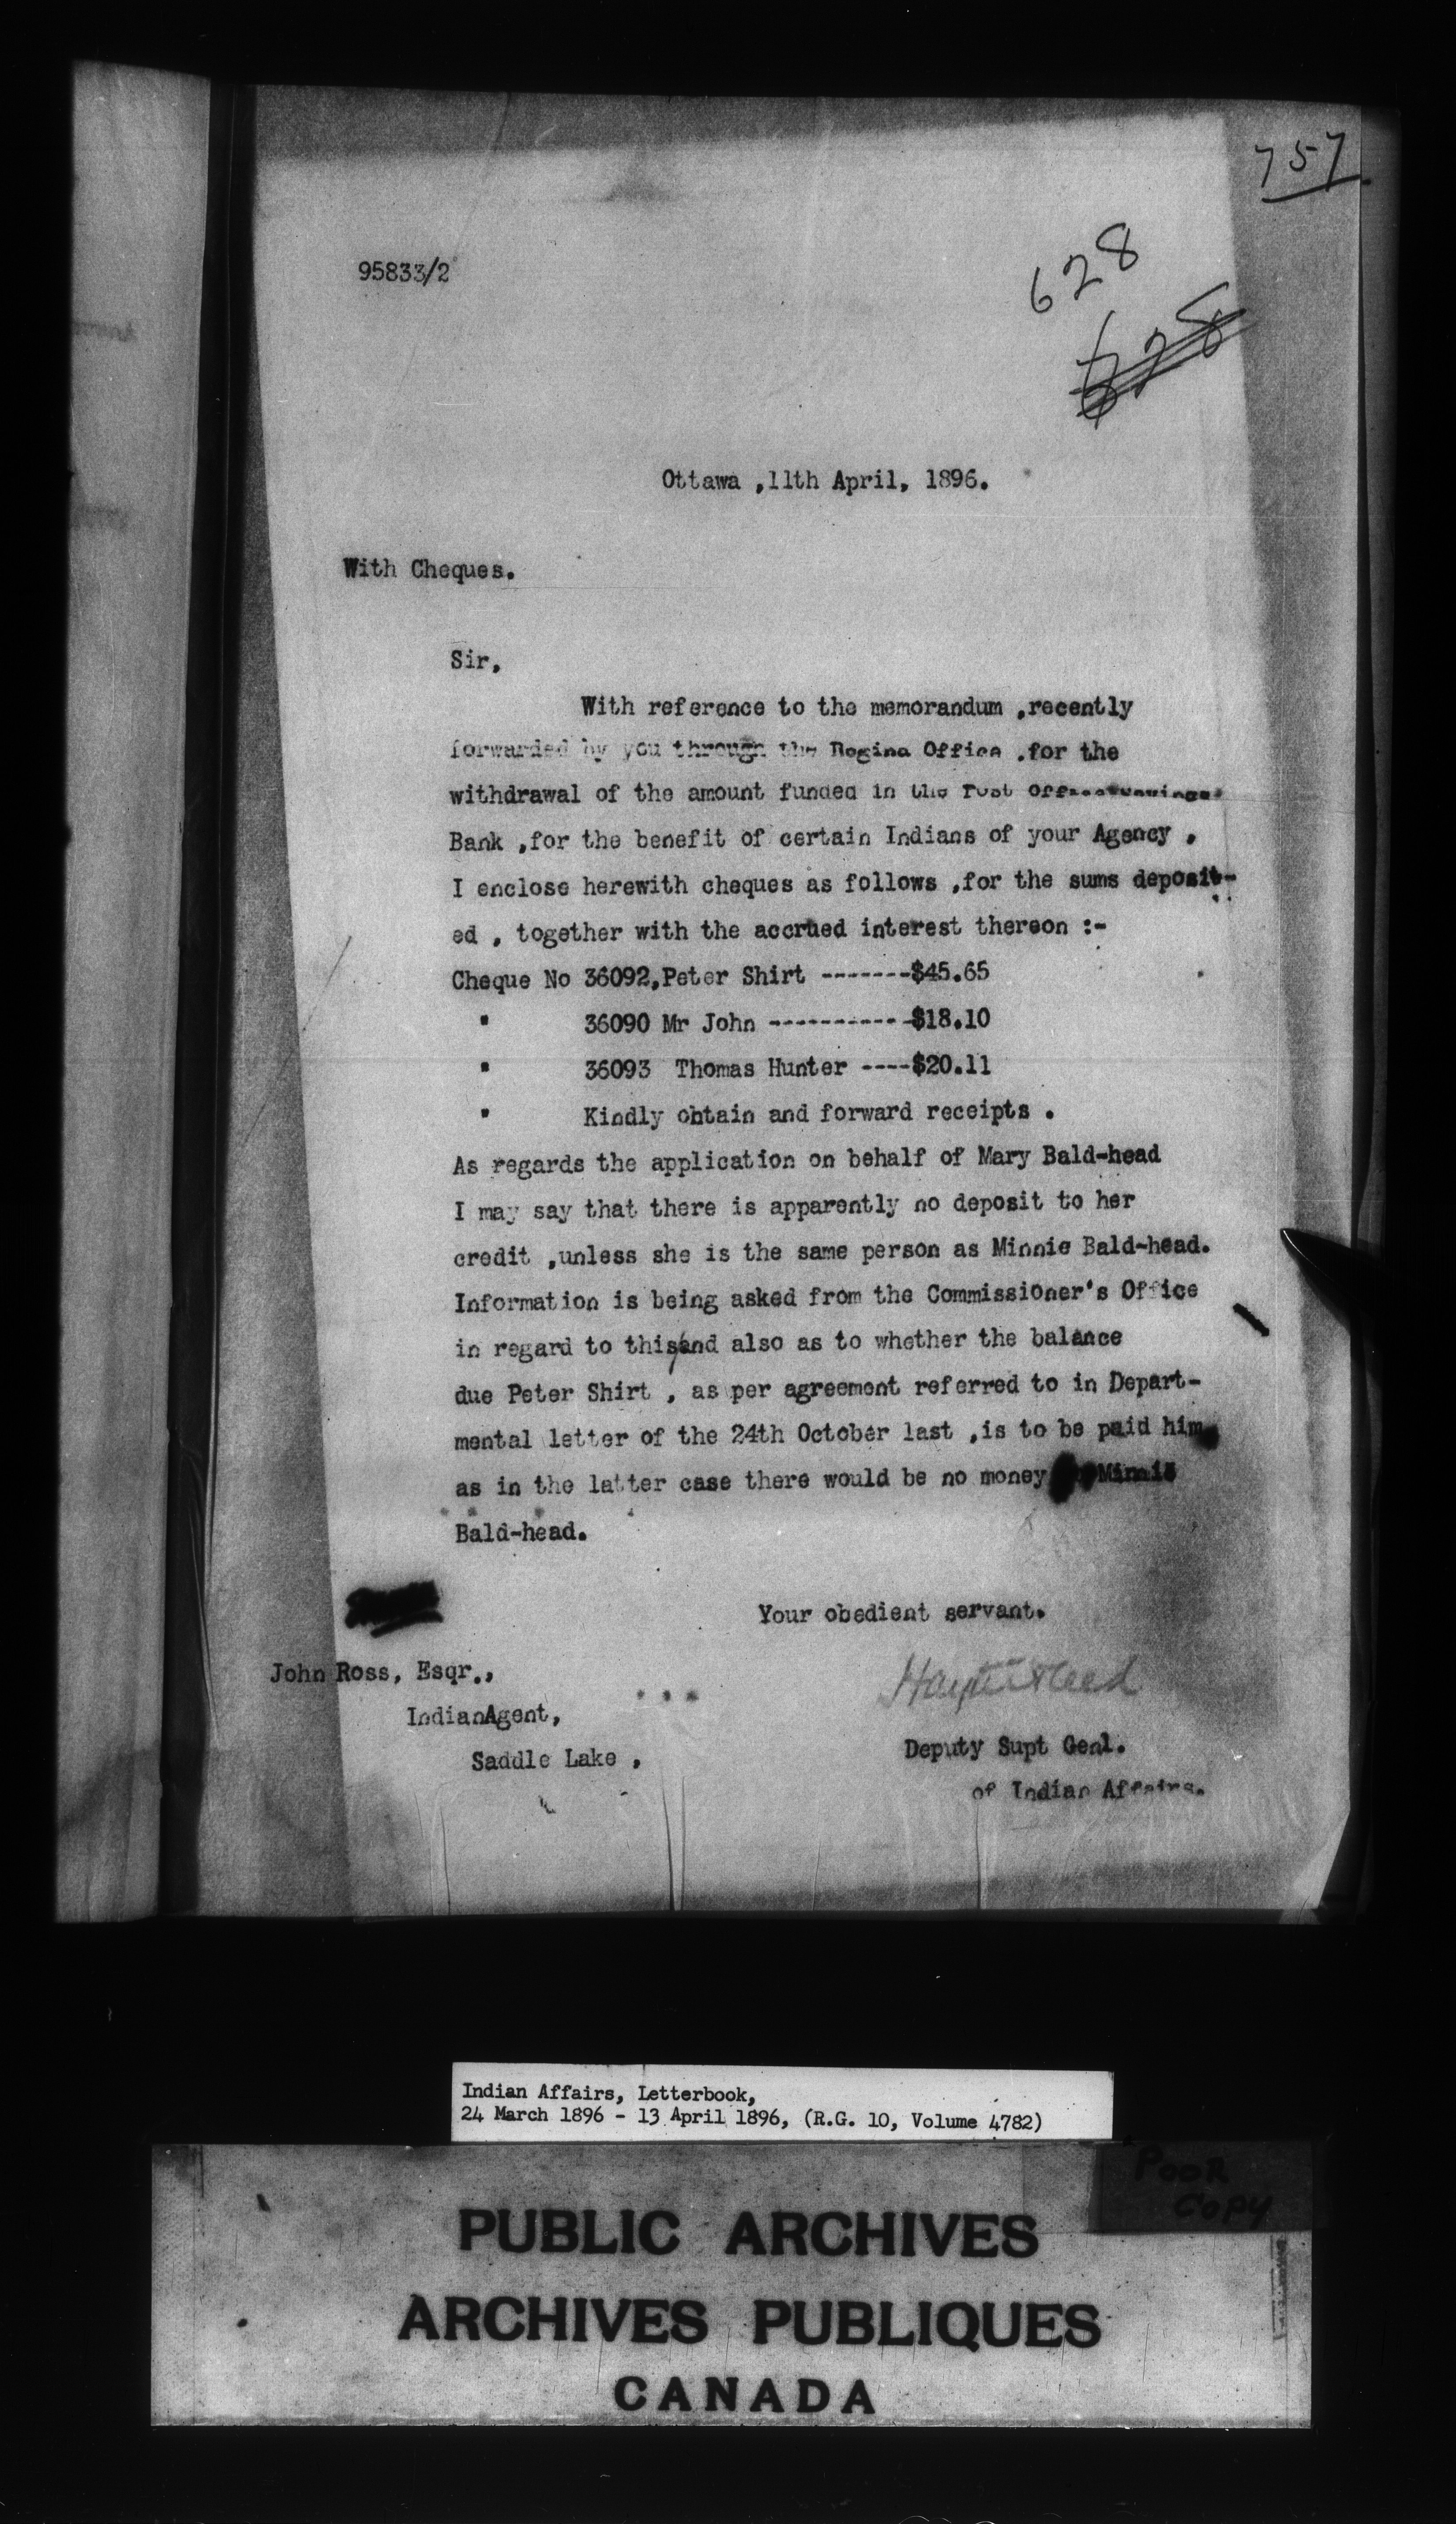 757
95833/2
628
628
Ottawa ,11th April, 1896.
With Cheques.
Sir,
With reference to the memorandum ,recently
forwarded by you through the Regina Office ,for the
withdrawal of the amount funded in the Post Office Savings
Bank ,for the benefit of certain Indians of your Agency ,
I enclose herewith cheques as follows ,for the sums deposit-
ed , together with the accrued interest thereon :-
Cheque No 36092,Peter Shirt -------$45.65
" 36090 Mr John -----------$18.10
" 36093 Thomas Hunter ----$20.11
" Kindly obtain and forward receipts .
As regards the application on behalf of Mary Bald-head
I may say that there is apparently no deposit to her
credit ,unless she is the same person as Minnie Bald-head.
Information is being asked from the Commissioner's Office
in regard to this/and also as to whether the balance
due Peter Shirt , as per agreement referred to in Depart-
mental letter of the 24th October last ,is to be paid him
as in the latter case there would be no money Minnie
Bald-head.
Your obedient servant.
Hayter Reed
John Ross, Esqr.,
IndianAgent,
Saddle Lake ,
Deputy Supt Genl.
of Indian Affairs.
Indian Affairs, Letterbook,
24 March 1896 - 13 April 1896, (R.G. 10, Volume 4782)
Poor
Copy
PUBLIC ARCHIVES
ARCHIVES PUBLIQUES
CANADA